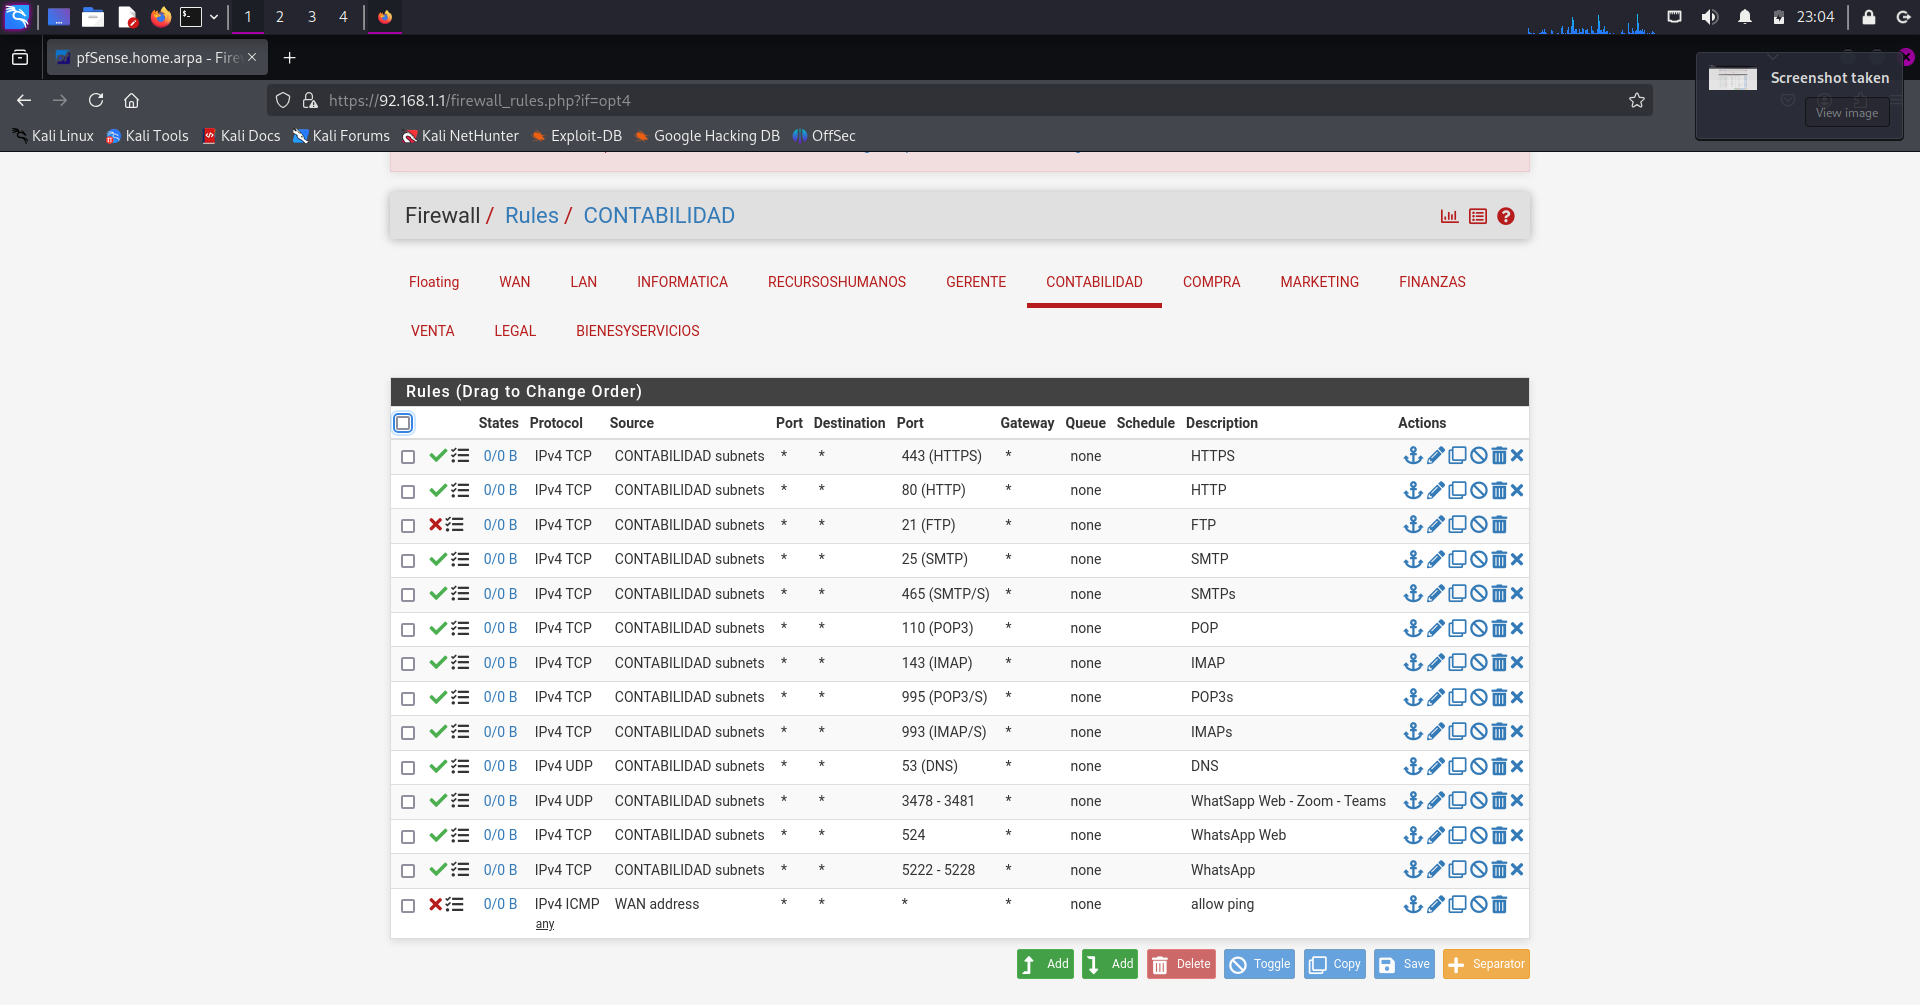 1 2 3 4 23:04
pfSense.home.arpa - Fire
Screenshot taken
View image
https://92.168.1.1/firewall_rules.php?if=opt4
Kali Linux Kali Tools Kali Docs Kali Forums Kali NetHunter Exploit-DB Google Hacking DB OffSec
Firewall / Rules / CONTABILIDAD
Floating WAN LAN INFORMATICA RECURSOSHUMANOS GERENTE CONTABILIDAD COMPRA MARKETING FINANZAS
VENTA LEGAL BIENESYSERVICIOS
Rules (Drag to Change Order)
States Protocol Source Port Destination Port Gateway Queue Schedule Description Actions
0/0 B IPv4 TCP CONTABILIDAD subnets * * 443 (HTTPS) * none HTTPS
0/0 B IPv4 TCP CONTABILIDAD subnets * * 80 (HTTP) * none HTTP
0/0 B IPv4 TCP CONTABILIDAD subnets * * 21 (FTP) * none FTP
0/0 B IPv4 TCP CONTABILIDAD subnets * * 25 (SMTP) * none SMTP
0/0 B IPv4 TCP CONTABILIDAD subnets * * 465 (SMTP/S) * none SMTPs
0/0 B IPv4 TCP CONTABILIDAD subnets * * 110 (POP3) * none POP
0/0 B IPv4 TCP CONTABILIDAD subnets * * 143 (IMAP) * none IMAP
0/0 B IPv4 TCP CONTABILIDAD subnets * * 995 (POP3/S) * none POP3s
0/0 B IPv4 TCP CONTABILIDAD subnets * * 993 (IMAP/S) * none IMAPs
0/0 B IPv4 UDP CONTABILIDAD subnets * * 53 (DNS) * none DNS
0/0 B IPv4 UDP CONTABILIDAD subnets * * 3478 - 3481 * none WhatSapp Web - Zoom - Teams
0/0 B IPv4 TCP CONTABILIDAD subnets * * 524 * none WhatsApp Web
0/0 B IPv4 TCP CONTABILIDAD subnets * * 5222 - 5228 * none WhatsApp
0/0 B IPv4 ICMP WAN address * * * * none allow ping
any
Add Add Delete Toggle Copy Save Separator